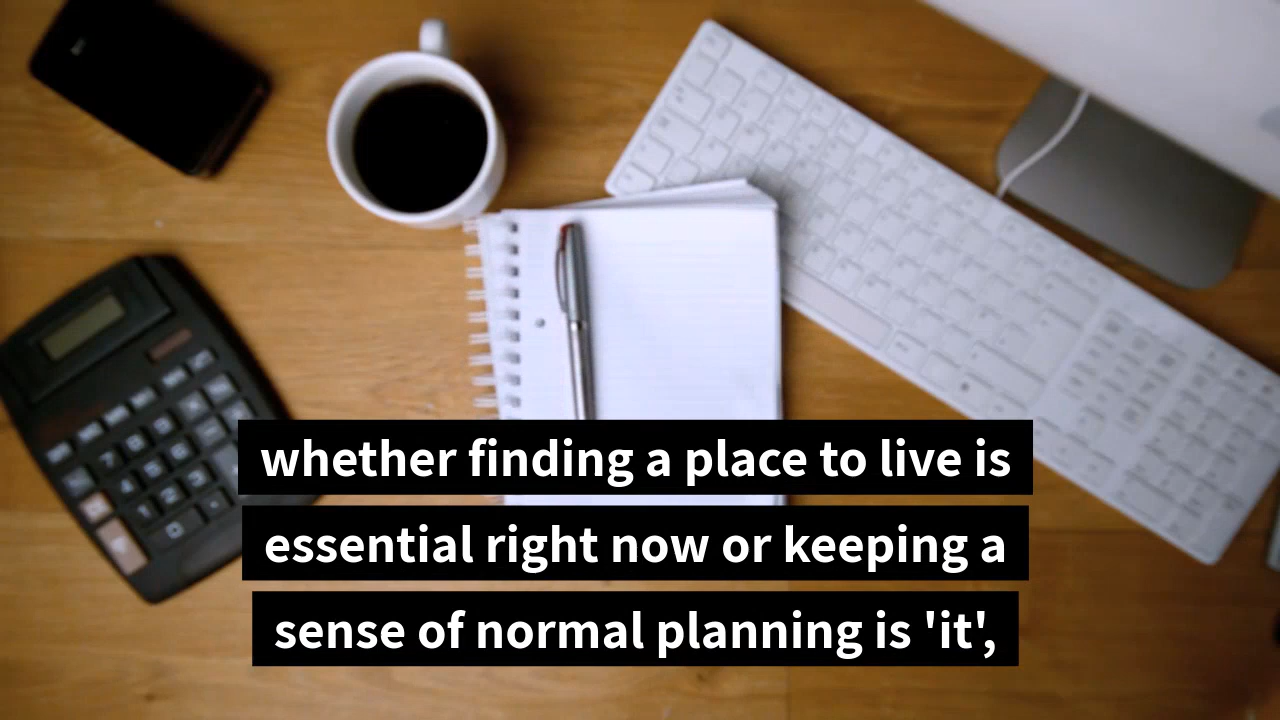 whether finding a place to live is
essential right now or keeping a
sense of normal planning is 'it',